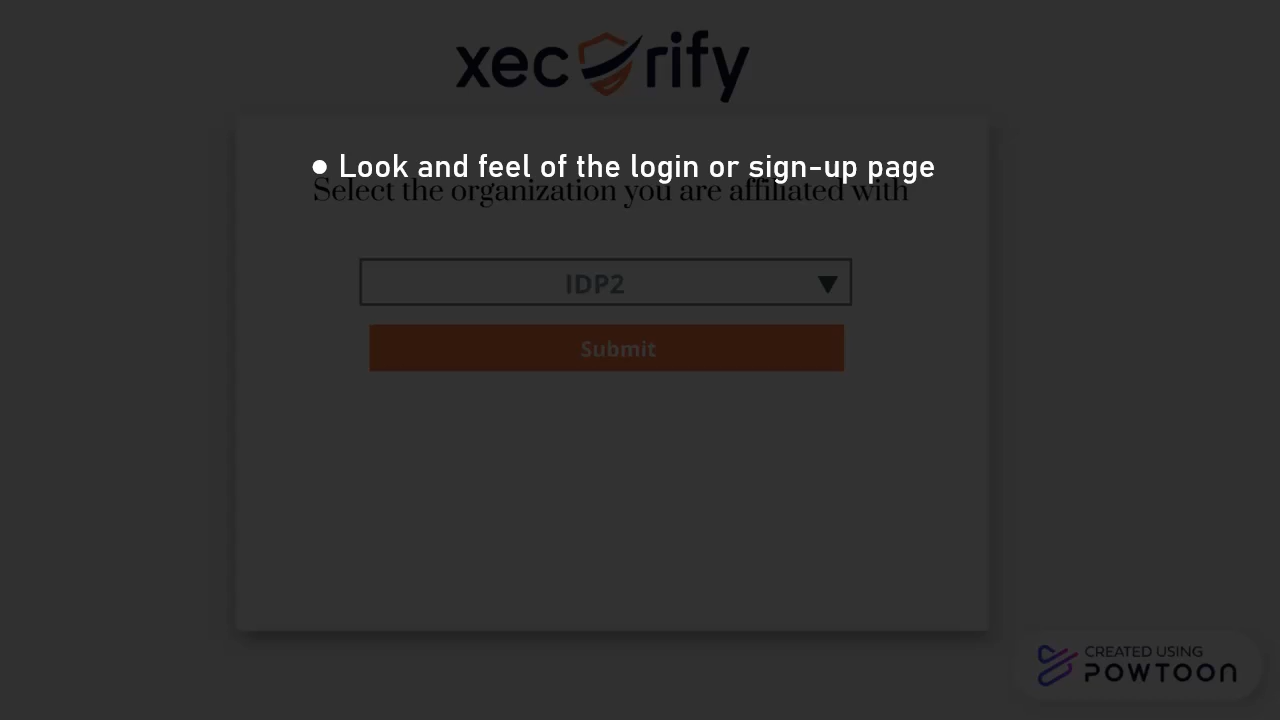 xecurify
● Look and feel of the login or sign-up page
Select the organization you are affiliated with
IDP2
Submit
CREATED USING
POWTOON